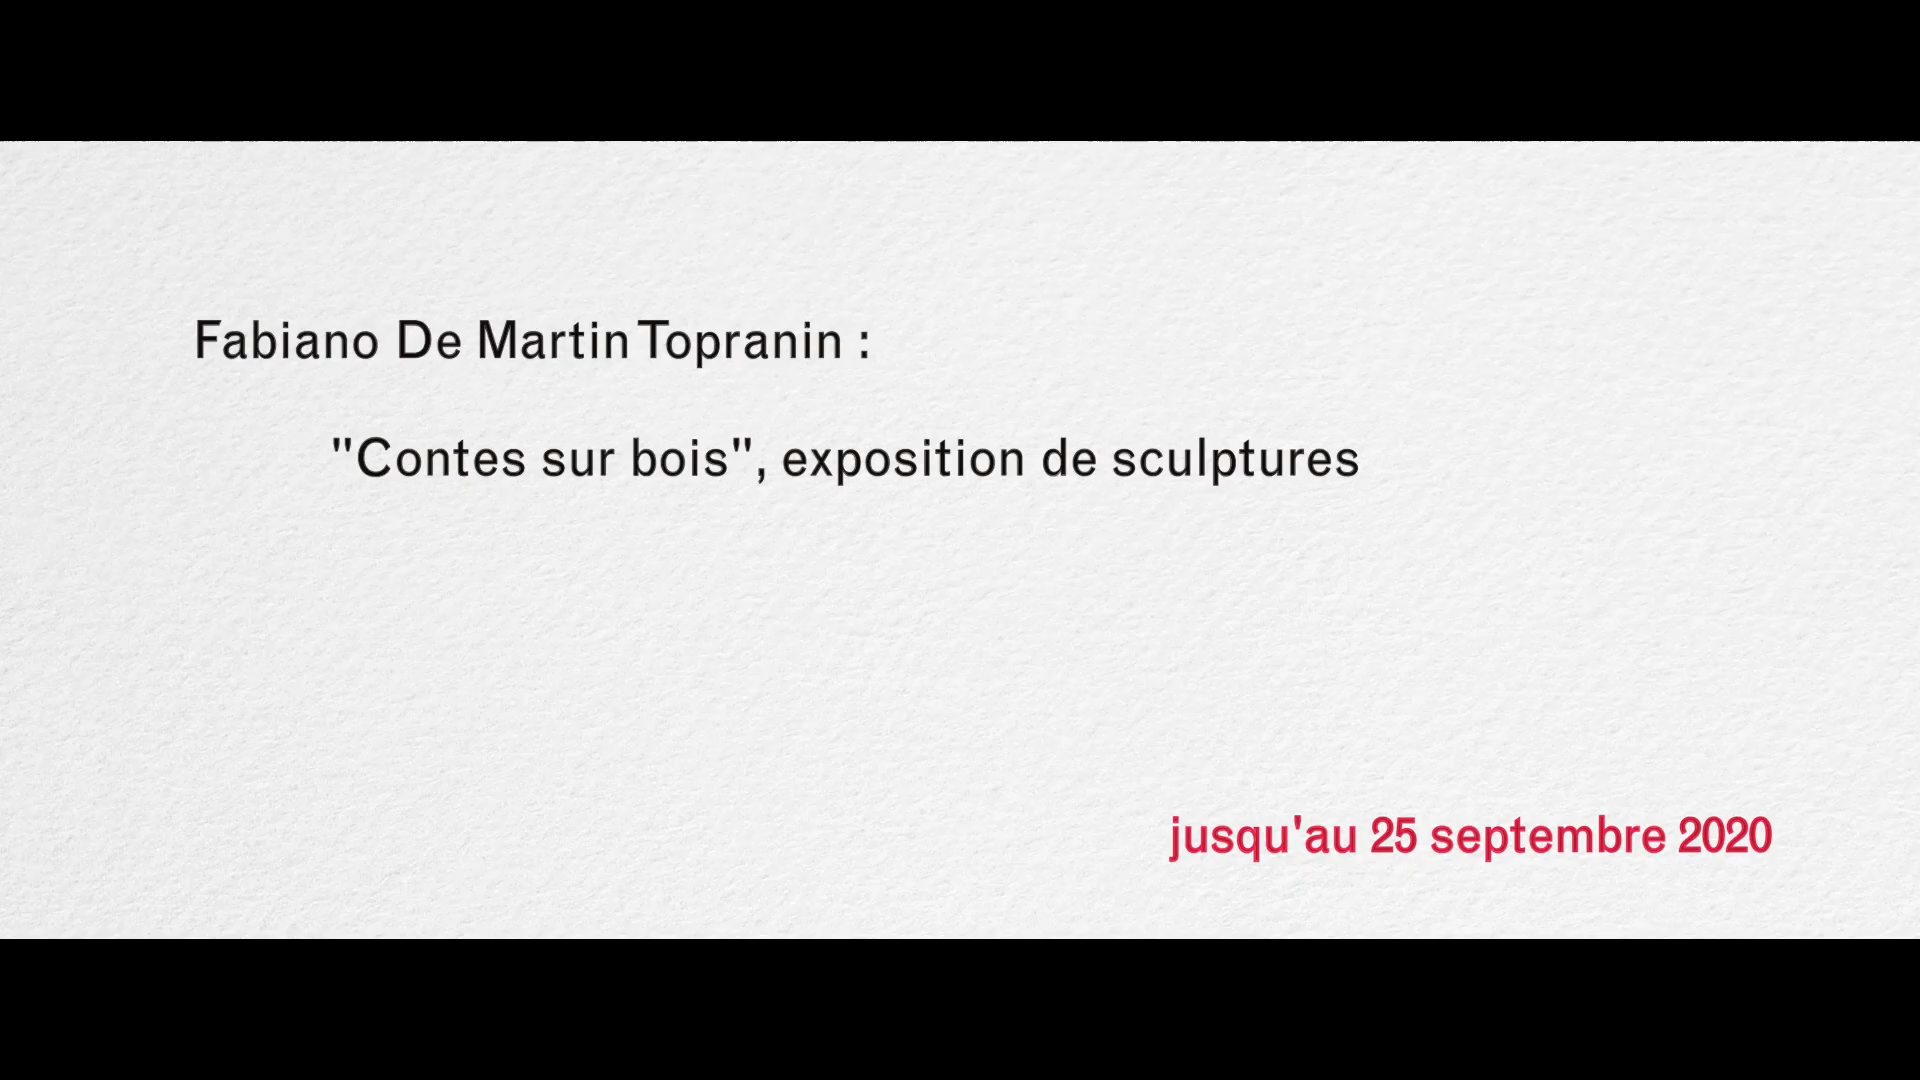 Fabiano De Martin Topranin :
"Contes sur bois", exposition de sculptures
jusqu'au 25 septembre 2020